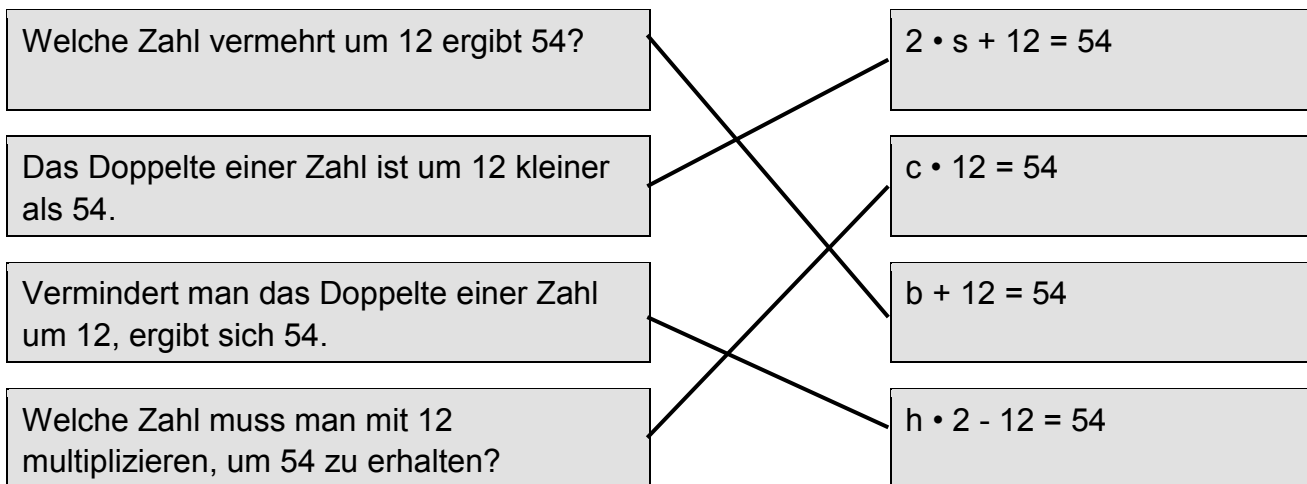 Welche Zahl vermehrt um 12 ergibt 54?
2 • s + 12 = 54
Das Doppelte einer Zahl ist um 12 kleiner
als 54.
c • 12 = 54
Vermindert man das Doppelte einer Zahl
um 12, ergibt sich 54.
b + 12 = 54
Welche Zahl muss man mit 12
multiplizieren, um 54 zu erhalten?
h • 2 - 12 = 54